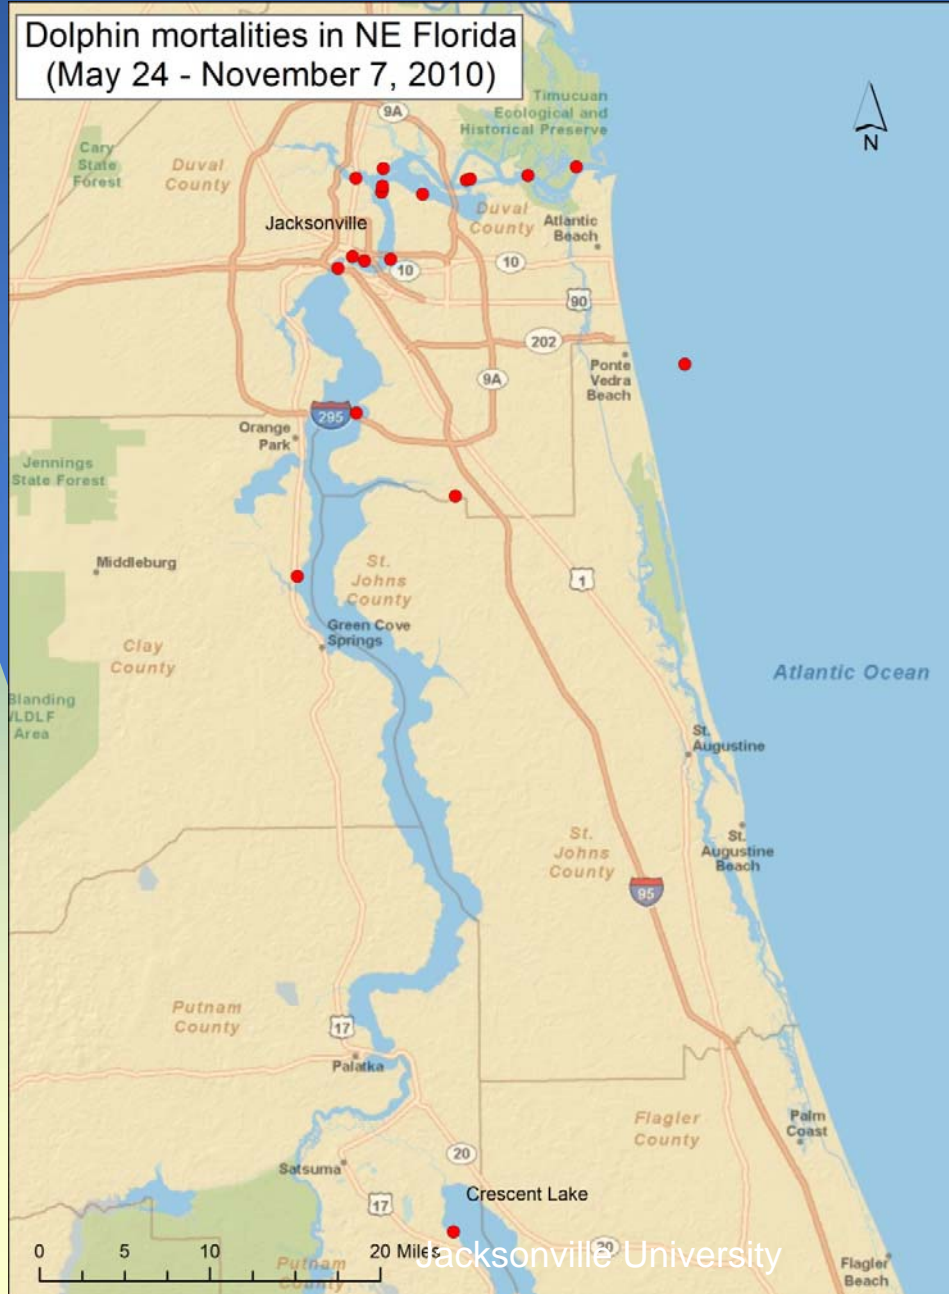 Dolphin mortalities in NE Florida
(May 24 - November 7, 2010)
Timucuan
Ecological and
Historical Preserve
9A
N
Cary
State
Forest
Duval
County
Duval
County
Jacksonville
Atlantic
Beach
10
10
90
202
Ponte
Vedra
Beach
9A
295
Orange
Park
Jennings
State Forest
Middleburg
St.
Johns
County
1
Green Cove
Springs
Clay
County
Atlantic Ocean
Blanding
WLDLF
Area
St.
Augustine
St.
Johns
County
St.
Augustine
Beach
95
Putnam
County
17
Palatka
Flagler
County
Palm
Coast
20
Satsuma
17
Crescent Lake
20
0 5 10 20 Miles
Jacksonville University
Putnam
County
Flagler
Beach